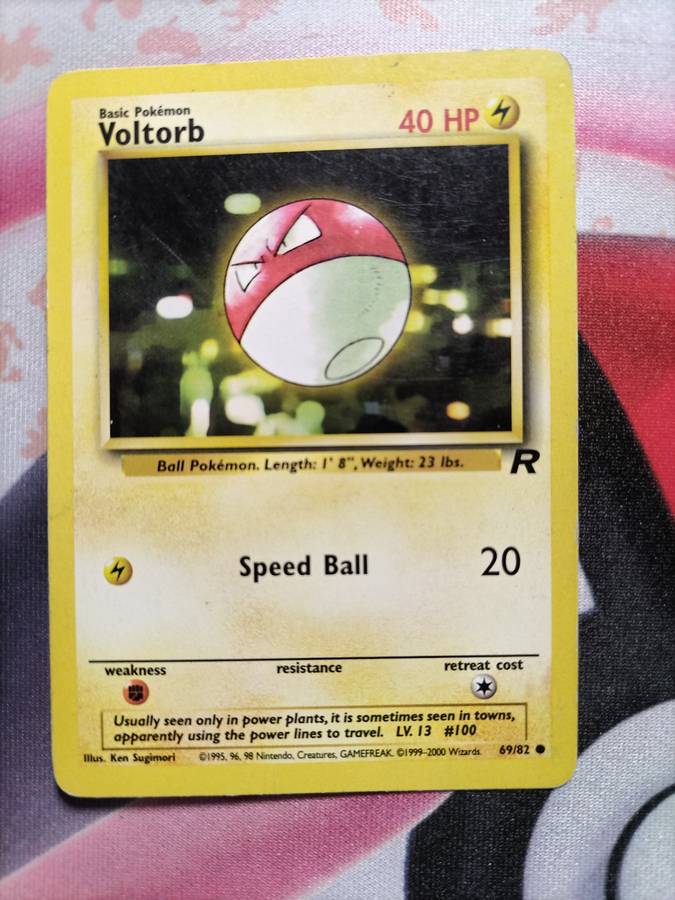 Basic Pokémon
Voltorb
40 HP
Ball Pokémon. Length: 1' 8", Weight: 23 lbs.
R
Speed Ball 20
weakness resistance retreat cost
Usually seen only in power plants, it is sometimes seen in towns,
apparently using the power lines to travel. LV. 13 #100
Illus. Ken Sugimori ©1995, 96, 98 Nintendo, Creatures, GAMEFREAK. ©1999-2000 Wizards. 69/82